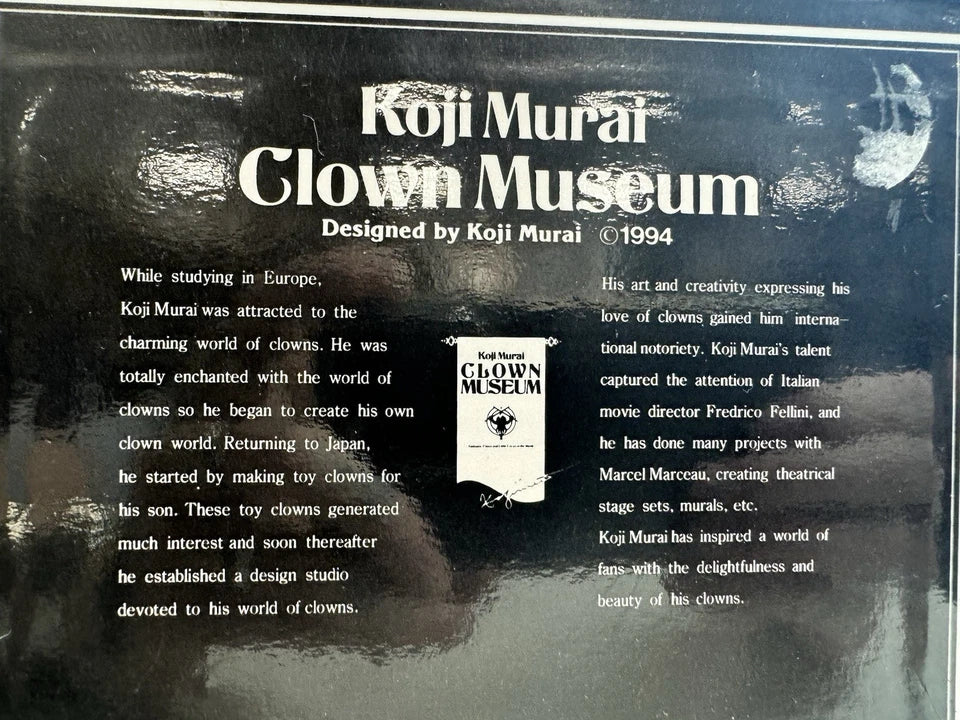 Koji Murai
Clown Museum
Designed by Koji Murai ©1994
While studying in Europe,
Koji Murai was attracted to the
charming world of clowns. He was
totally enchanted with the world of
clowns so he began to create his own
clown world. Returning to Japan,
he started by making toy clowns for
his son. These toy clowns generated
much interest and soon thereafter
he established a design studio
devoted to his world of clowns.
Koji Murai
CLOWN
MUSEUM
His art and creativity expressing his
love of clowns gained him interna-
tional notoriety. Koji Murai's talent
captured the attention of Italian
movie director Fredrico Fellini, and
he has done many projects with
Marcel Marceau, creating theatrical
stage sets, murals, etc.
Koji Murai has inspired a world of
fans with the delightfulness and
beauty of his clowns.